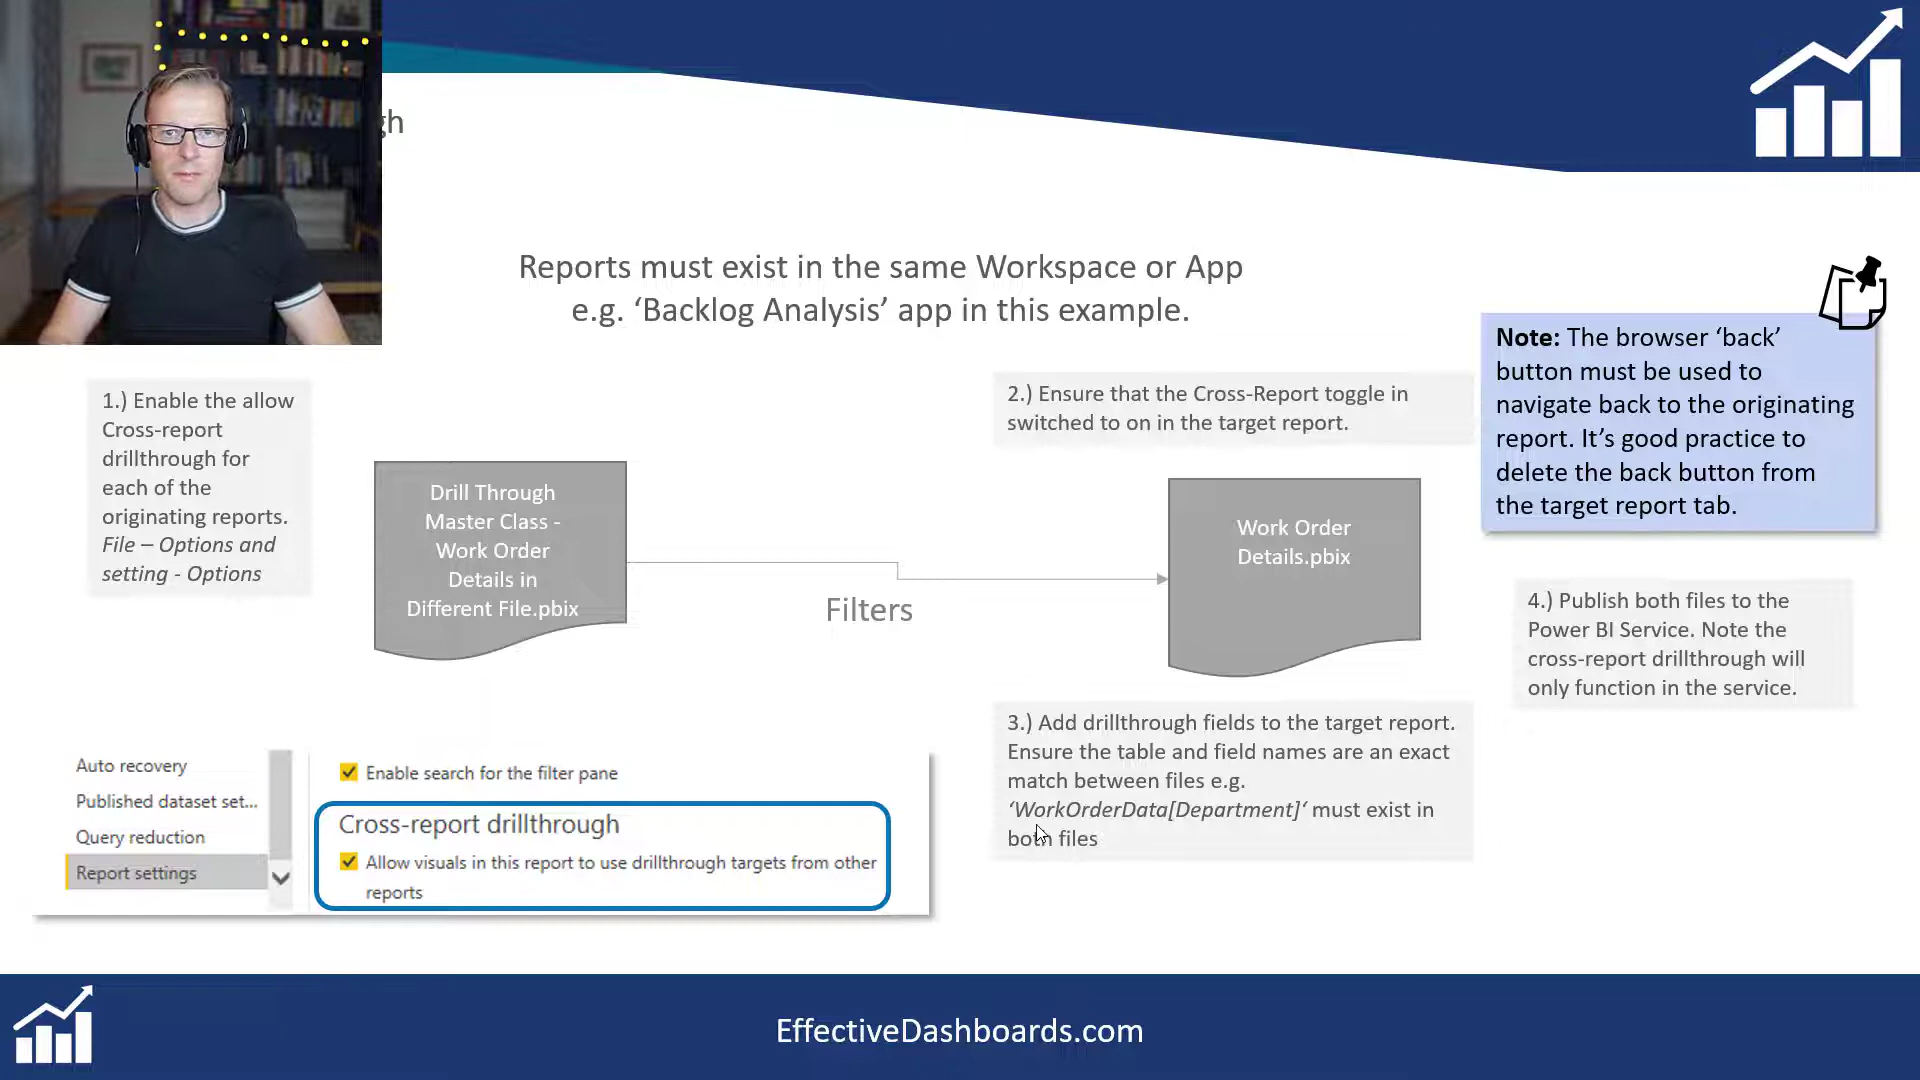 gh
Reports must exist in the same Workspace or App
e.g. ‘Backlog Analysis’ app in this example.
Note: The browser ‘back’
button must be used to
navigate back to the originating
report. It’s good practice to
delete the back button from
the target report tab.
1.) Enable the allow
Cross-report
drillthrough for
each of the
originating reports.
File – Options and
setting - Options
2.) Ensure that the Cross-Report toggle in
switched to on in the target report.
Drill Through
Master Class -
Work Order
Details in
Different File.pbix
Filters
Work Order
Details.pbix
4.) Publish both files to the
Power BI Service. Note the
cross-report drillthrough will
only function in the service.
3.) Add drillthrough fields to the target report.
Ensure the table and field names are an exact
match between files e.g.
‘WorkOrderData[Department]‘ must exist in
both files
Auto recovery
Published dataset set...
Query reduction
Report settings
Enable search for the filter pane
Cross-report drillthrough
Allow visuals in this report to use drillthrough targets from other
reports
EffectiveDashboards.com